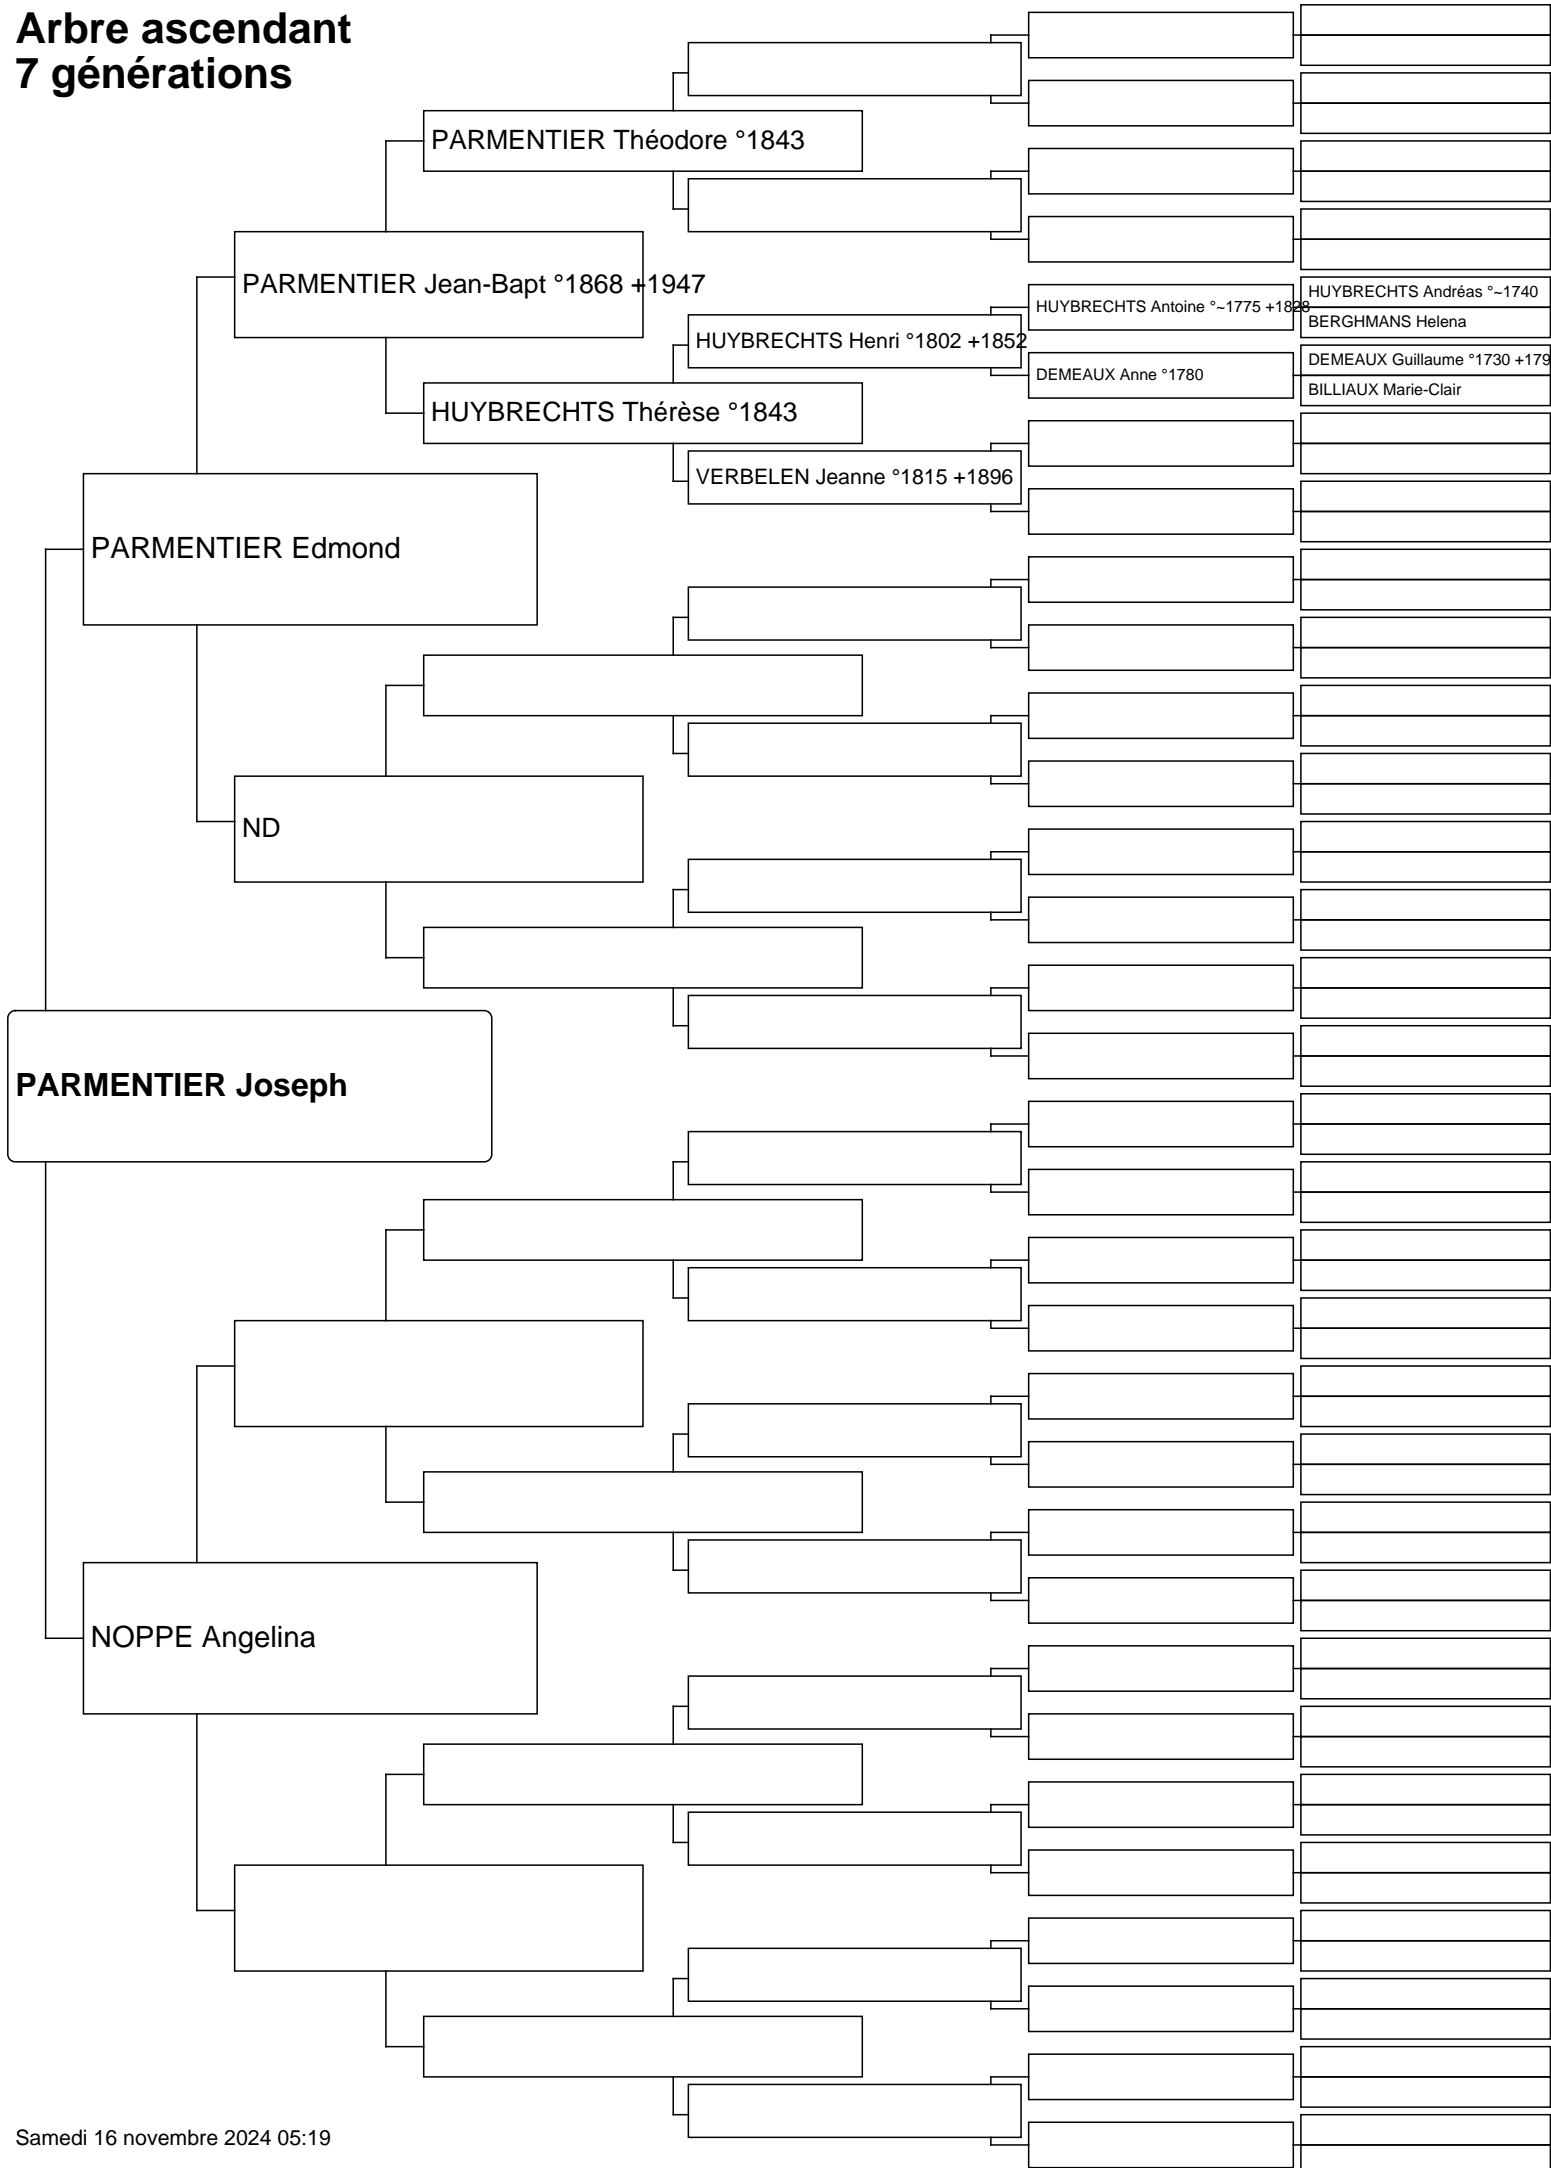 Arbre ascendant
7 générations
PARMENTIER Théodore °1843
PARMENTIER Jean-Bapt °1868 +1947
HUYBRECHTS Andréas °~1740
HUYBRECHTS Antoine °~1775 +1828
BERGHMANS Helena
HUYBRECHTS Henri °1802 +1852
DEMEAUX Guillaume °1730 +179
DEMEAUX Anne °1780
BILLIAUX Marie-Clair
HUYBRECHTS Thérèse °1843
VERBELEN Jeanne °1815 +1896
PARMENTIER Edmond
ND
PARMENTIER Joseph
NOPPE Angelina
Samedi 16 novembre 2024 05:19